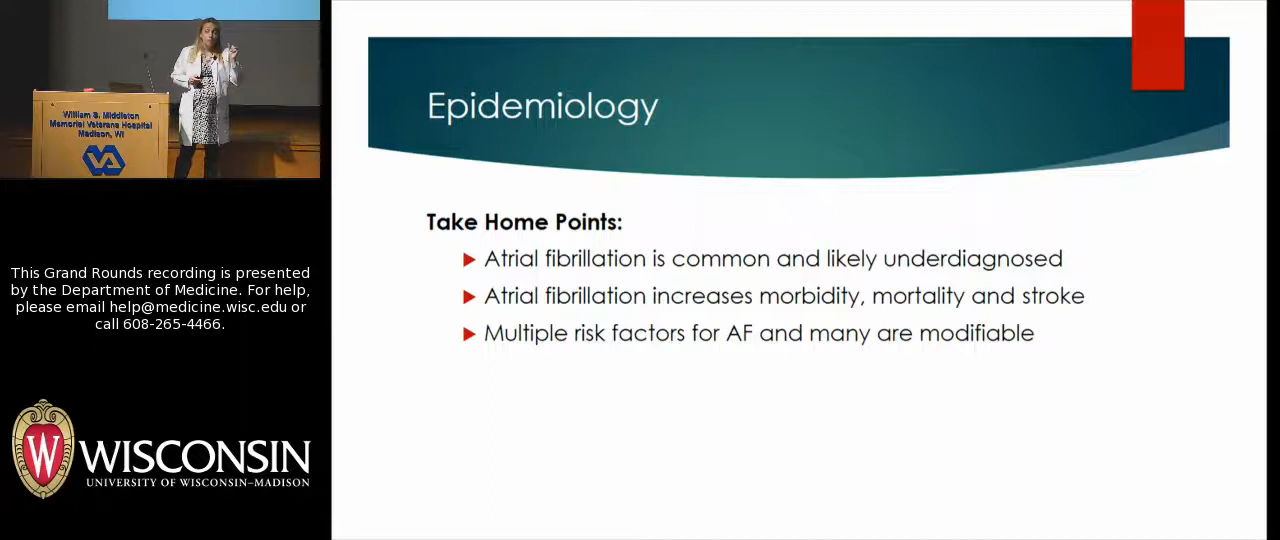 William S. Middleton
Memorial Veterans Hospital
Madison, WI
VA
This Grand Rounds recording is presented
by the Department of Medicine. For help,
please email help@medicine.wisc.edu or
call 608-265-4466.
W WISCONSIN
UNIVERSITY OF WISCONSIN–MADISON
Epidemiology
Take Home Points:
Atrial fibrillation is common and likely underdiagnosed
Atrial fibrillation increases morbidity, mortality and stroke
Multiple risk factors for AF and many are modifiable